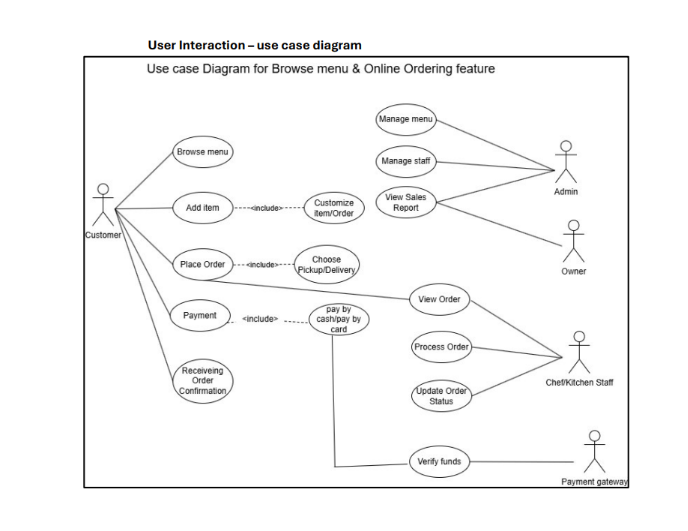 User Interaction – use case diagram
Use case Diagram for Browse menu & Online Ordering feature
Manage menu
Browse menu
Manage staff
Admin
View Sales
Report
Add item
<include>
Customize
item/Order
Customer
Owner
Place Order
<include>
Choose
Pickup/Delivery
View Order
Payment
<include>
pay by
cash/pay by
card
Process Order
Chef/Kitchen Staff
Receiveing
Order
Confirmation
Update Order
Status
Verify funds
Payment gateway